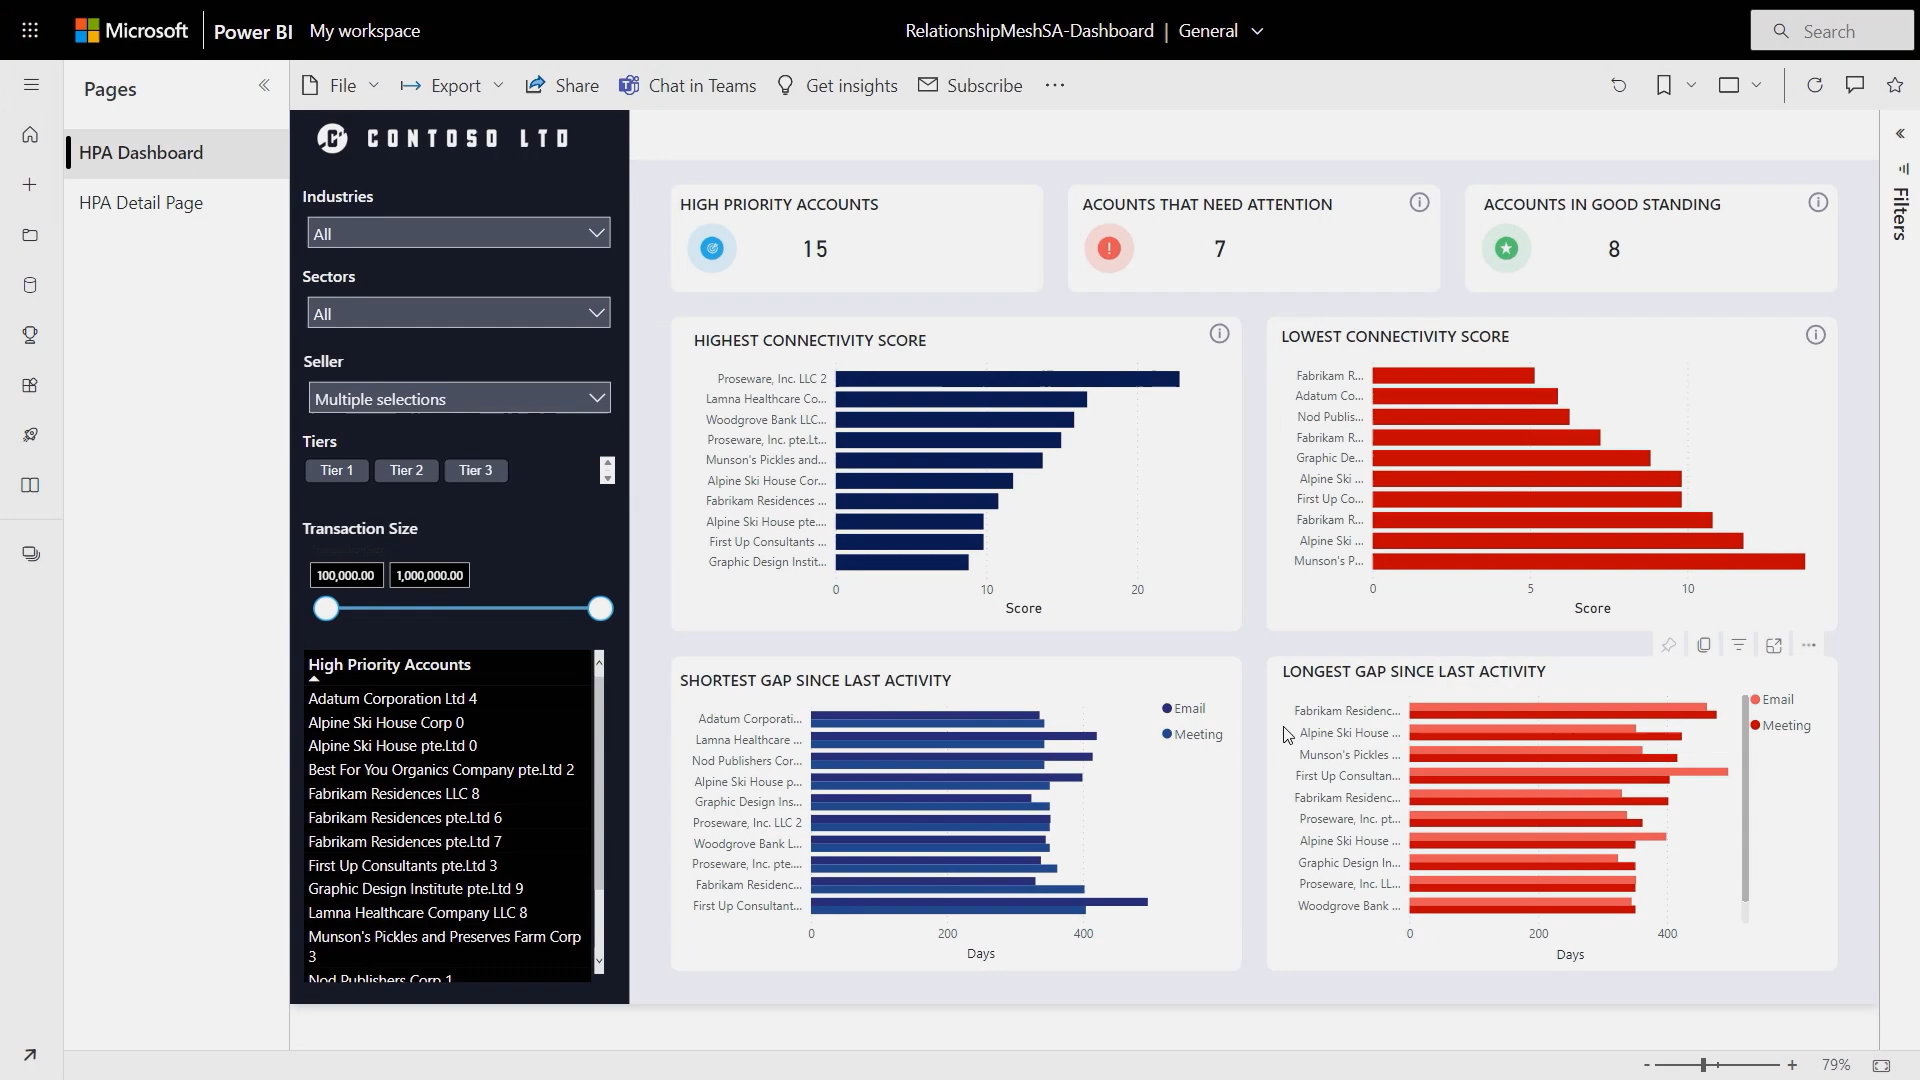 Microsoft Power BI My workspace
RelationshipMeshSA-Dashboard | General
Search
Pages
HPA Dashboard
HPA Detail Page
File Export Share Chat in Teams Get insights Subscribe ...
CONTOSO LTD
Industries
All
Sectors
All
Seller
Multiple selections
Tiers
Tier 1 Tier 2 Tier 3
Transaction Size
100,000.00 1,000,000.00
High Priority Accounts
Adatum Corporation Ltd 4
Alpine Ski House Corp 0
Alpine Ski House pte.Ltd 0
Best For You Organics Company pte.Ltd 2
Fabrikam Residences LLC 8
Fabrikam Residences pte.Ltd 6
Fabrikam Residences pte.Ltd 7
First Up Consultants pte.Ltd 3
Graphic Design Institute pte.Ltd 9
Lamna Healthcare Company LLC 8
Munson's Pickles and Preserves Farm Corp
3
Nod Publishers Corp 1
HIGH PRIORITY ACCOUNTS
15
ACOUNTS THAT NEED ATTENTION
7
ACCOUNTS IN GOOD STANDING
8
HIGHEST CONNECTIVITY SCORE
Proseware, Inc. LLC 2
Lamna Healthcare Co...
Woodgrove Bank LLC...
Proseware, Inc. pte.Lt...
Munson's Pickles and...
Alpine Ski House Cor...
Fabrikam Residences ...
Alpine Ski House pte....
First Up Consultants ...
Graphic Design Instit...
0 10 20
Score
LOWEST CONNECTIVITY SCORE
Fabrikam R...
Adatum Co...
Nod Publis...
Fabrikam R...
Graphic De...
Alpine Ski ...
First Up Co...
Fabrikam R...
Alpine Ski ...
Munson's P...
0 5 10
Score
SHORTEST GAP SINCE LAST ACTIVITY
Email
Meeting
Adatum Corporati...
Lamna Healthcare ...
Nod Publishers Cor...
Alpine Ski House p...
Graphic Design Ins...
Proseware, Inc. LLC 2
Woodgrove Bank L...
Proseware, Inc. pte....
Fabrikam Residenc...
First Up Consultant...
0 200 400
Days
LONGEST GAP SINCE LAST ACTIVITY
Email
Meeting
Fabrikam Residenc...
Alpine Ski House ...
Munson's Pickles ...
First Up Consultan...
Fabrikam Residenc...
Proseware, Inc. pt...
Alpine Ski House ...
Graphic Design In...
Proseware, Inc. LL...
Woodgrove Bank ...
0 200 400
Days
Filters
79%